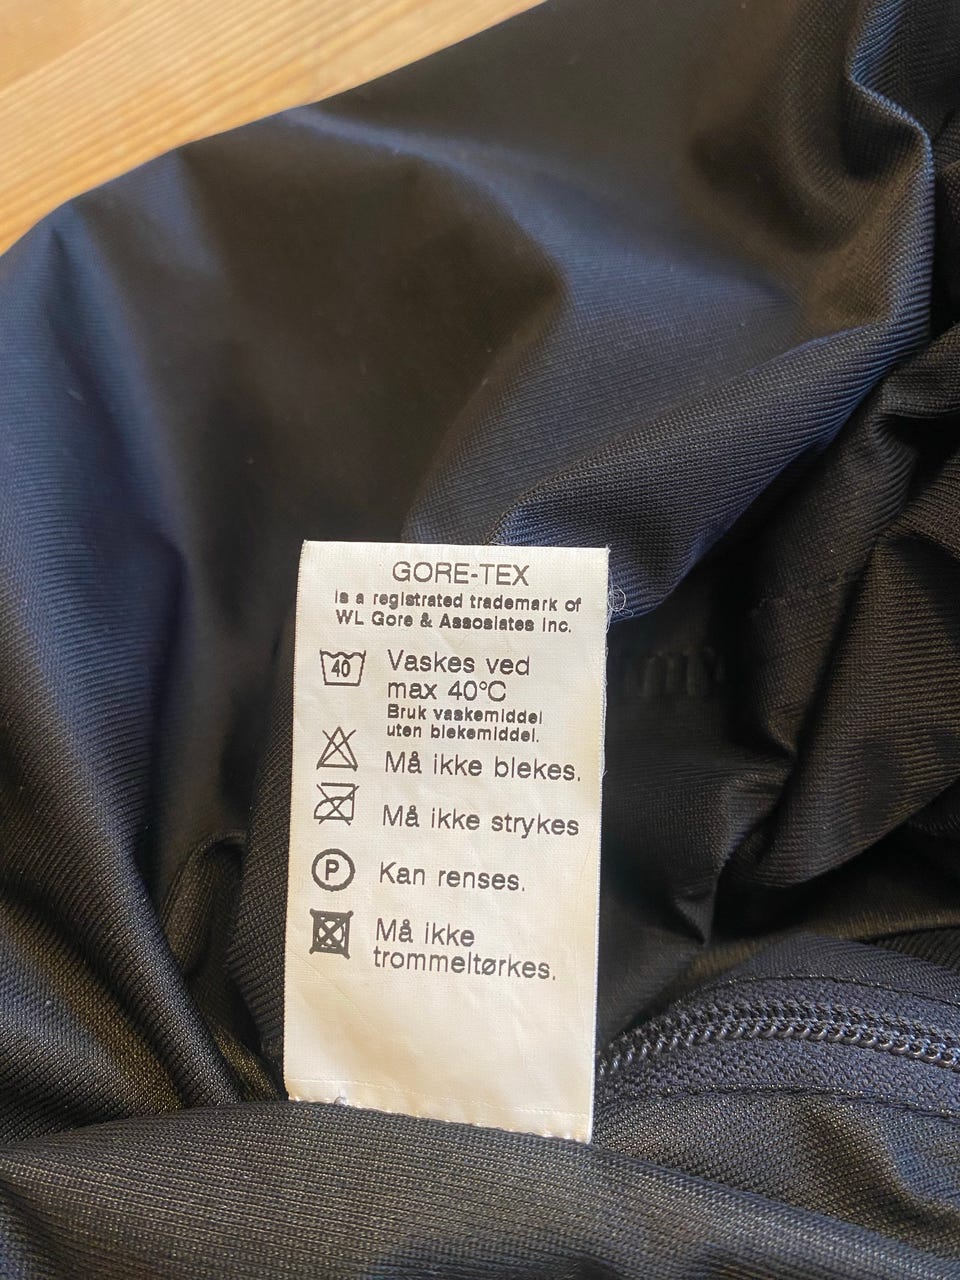 GORE-TEX
is a registrated trademark of
WL Gore & Assosiates Inc.
40
Vaskes ved
max 40°C
Bruk vaskemiddel
uten blekemiddel.
Må ikke blekes.
Må ikke strykes
P
Kan renses.
Må ikke
trommeltørkes.